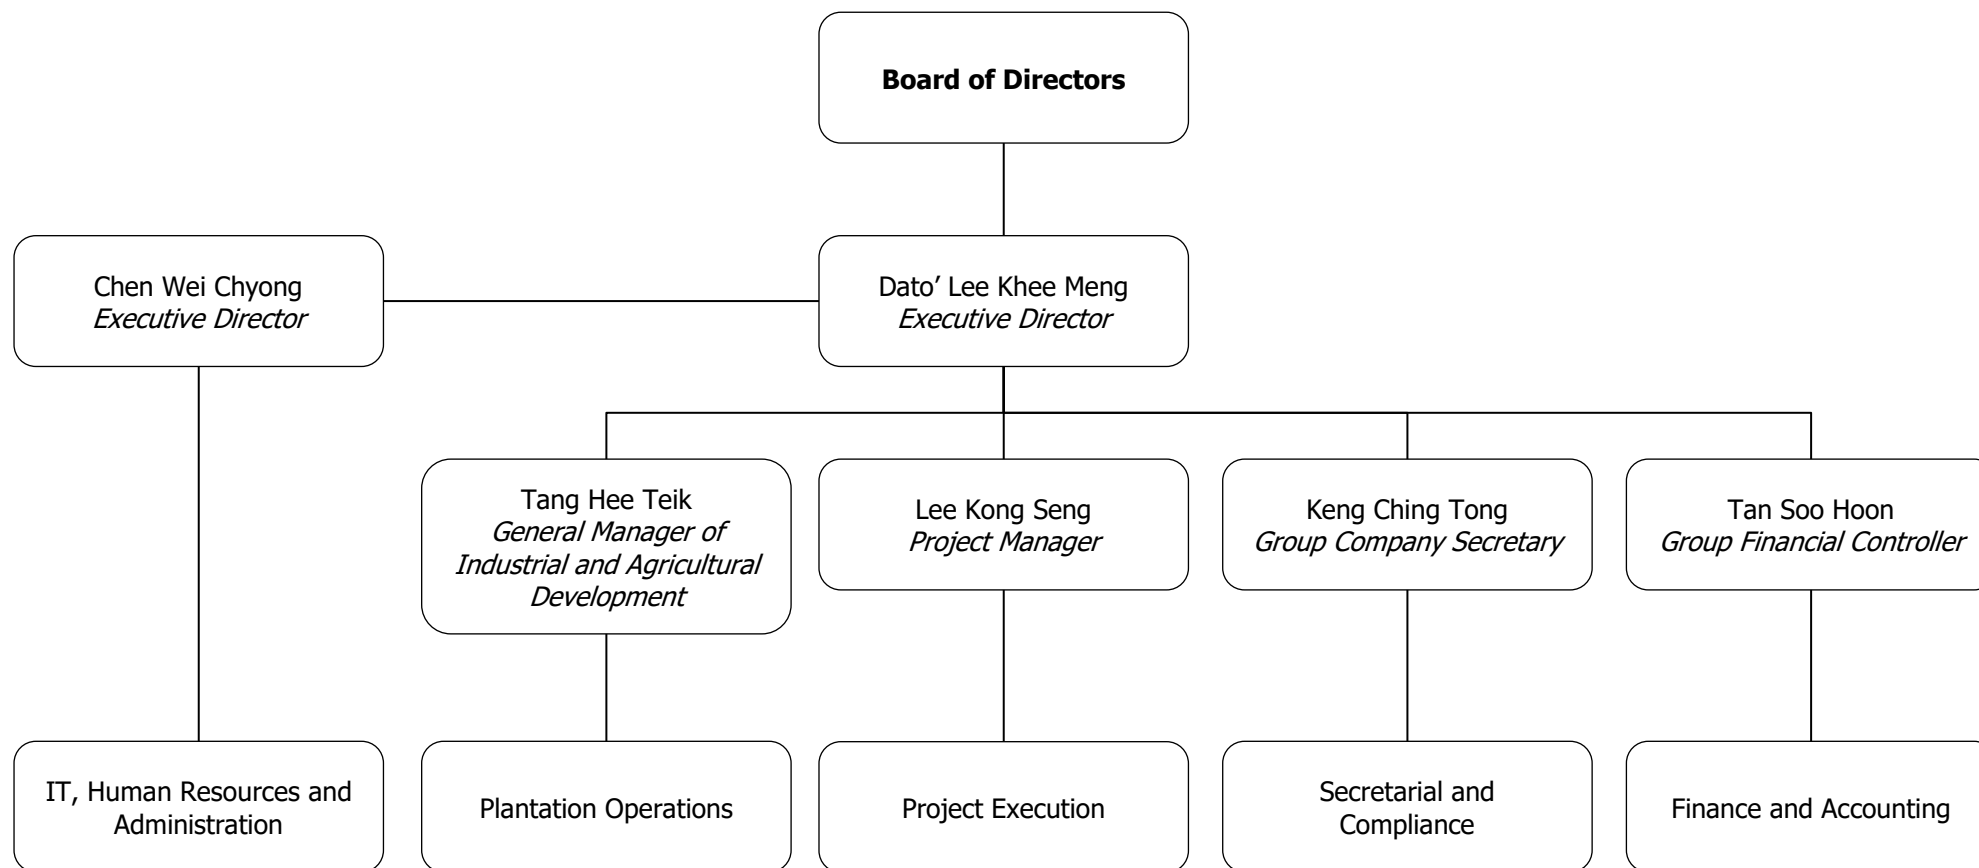 Board of Directors
Chen Wei Chyong
Executive Director
Dato’ Lee Khee Meng
Executive Director
Tang Hee Teik
General Manager of
Industrial and Agricultural
Development
Lee Kong Seng
Project Manager
Keng Ching Tong
Group Company Secretary
Tan Soo Hoon
Group Financial Controller
IT, Human Resources and
Administration
Plantation Operations
Project Execution
Secretarial and
Compliance
Finance and Accounting